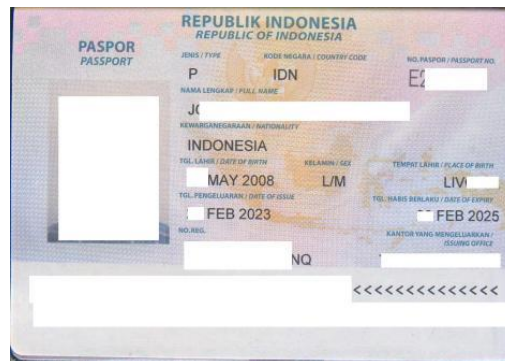 REPUBLIK INDONESIA
REPUBLIC OF INDONESIA
PASPOR
PASSPORT
JENIS / TYPE KODE NEGARA / COUNTRY CODE NO. PASPOR / PASSPORT NO.
P IDN E2
NAMA LENGKAP / FULL NAME
JO
KEWARGANEGARAAN / NATIONALITY
INDONESIA
TGL. LAHIR / DATE OF BIRTH KELAMIN / SEX TEMPAT LAHIR / PLACE OF BIRTH
MAY 2008 L/M LIV
TGL. PENGELUARAN / DATE OF ISSUE TGL. HABIS BERLAKU / DATE OF EXPIRY
FEB 2023 FEB 2025
NO. REG. KANTOR YANG MENGELUARKAN /
ISSUING OFFICE
NQ
<<<<<<<<<<<<<<